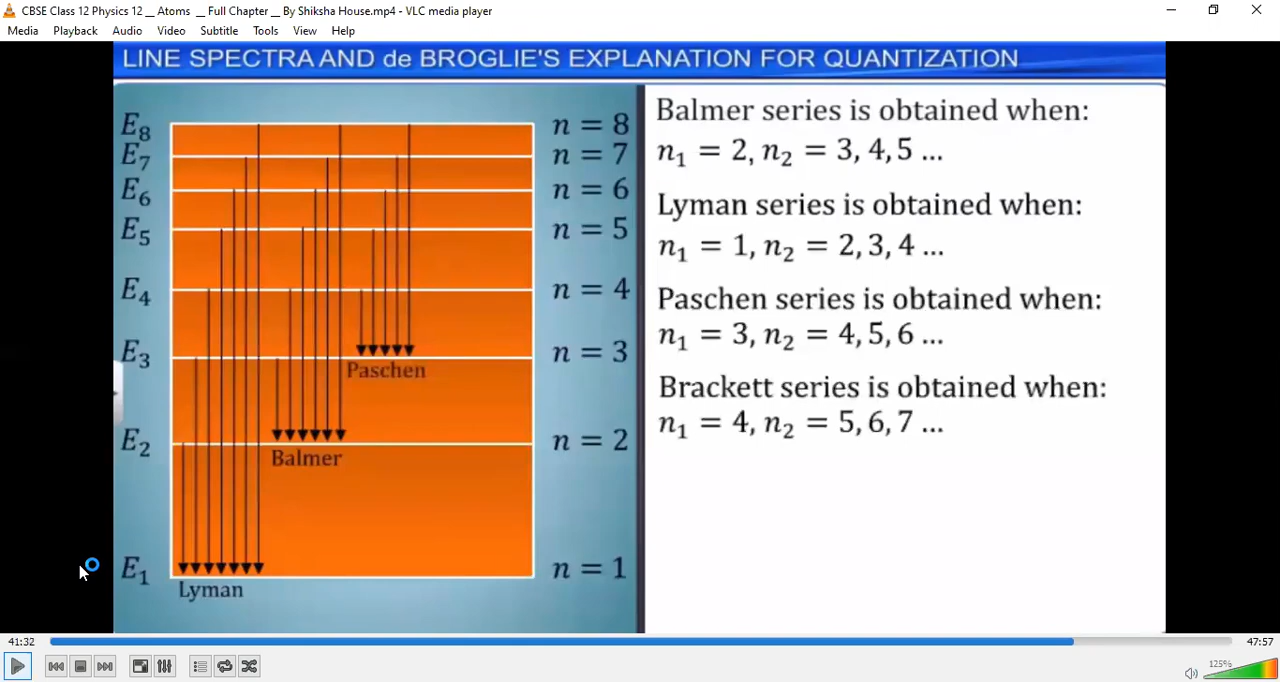 CBSE Class 12 Physics 12 __ Atoms __ Full Chapter __ By Shiksha House.mp4 - VLC media player
Media Playback Audio Video Subtitle Tools View Help
LINE SPECTRA AND de BROGLIE'S EXPLANATION FOR QUANTIZATION
E₈ n = 8
E₇ n = 7
E₆ n = 6
E₅ n = 5
E₄ n = 4
E₃ n = 3
Paschen
E₂ n = 2
Balmer
E₁ n = 1
Lyman
Balmer series is obtained when:
n₁ = 2, n₂ = 3, 4, 5 ...
Lyman series is obtained when:
n₁ = 1, n₂ = 2, 3, 4 ...
Paschen series is obtained when:
n₁ = 3, n₂ = 4, 5, 6 ...
Brackett series is obtained when:
n₁ = 4, n₂ = 5, 6, 7 ...
41:32 47:57
125%